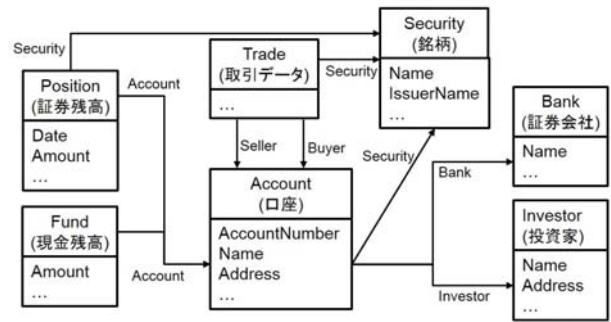 Security
Position
(証券残高)
Date
Amount
…
Account
Fund
(現金残高)
Amount
…
Account
Trade
(取引データ)
…
Security
Seller
Buyer
Account
(口座)
AccountNumber
Name
Address
…
Security
(銘柄)
Name
IssuerName
…
Security
Bank
Investor
Bank
(証券会社)
Name
…
Investor
(投資家)
Name
Address
…